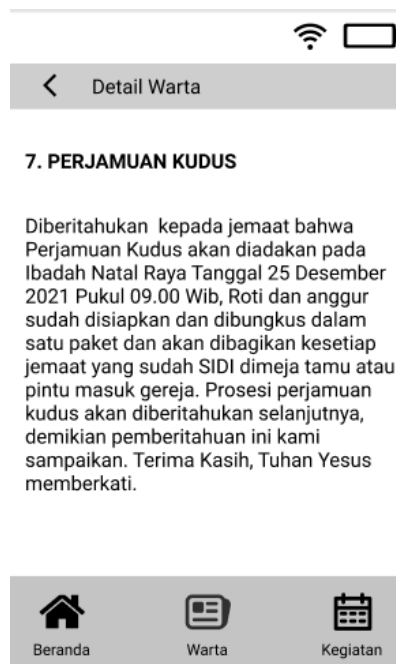 Detail Warta
7. PERJAMUAN KUDUS
Diberitahukan  kepada jemaat bahwa
Perjamuan Kudus akan diadakan pada
Ibadah Natal Raya Tanggal 25 Desember
2021 Pukul 09.00 Wib, Roti dan anggur
sudah disiapkan dan dibungkus dalam
satu paket dan akan dibagikan kesetiap
jemaat yang sudah SIDI dimeja tamu atau
pintu masuk gereja. Prosesi perjamuan
kudus akan diberitahukan selanjutnya,
demikian pemberitahuan ini kami
sampaikan. Terima Kasih, Tuhan Yesus
memberkati.
Beranda Warta Kegiatan